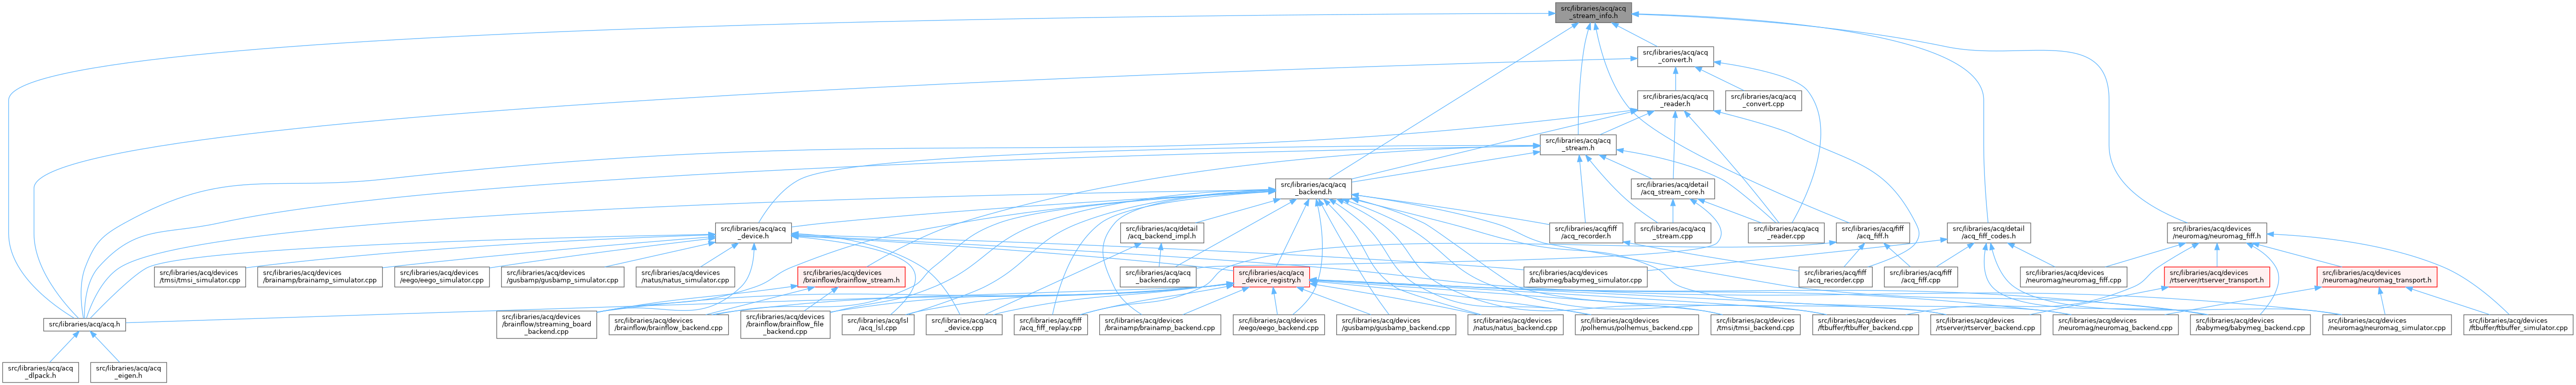 src/libraries/acq/acq
_stream_info.h
src/libraries/acq/acq
_convert.h
src/libraries/acq/acq
_reader.h
src/libraries/acq/acq
_convert.cpp
src/libraries/acq/acq
_stream.h
src/libraries/acq/acq
_backend.h
src/libraries/acq/detail
/acq_stream_core.h
src/libraries/acq/acq
_device.h
src/libraries/acq/detail
/acq_backend_impl.h
src/libraries/acq/fiff
/acq_recorder.h
src/libraries/acq/acq
_stream.cpp
src/libraries/acq/acq
_reader.cpp
src/libraries/acq/fiff
/acq_fiff.h
src/libraries/acq/detail
/acq_fiff_codes.h
src/libraries/acq/devices
/neuromag/neuromag_fiff.h
src/libraries/acq/devices
/tmsi/tmsi_simulator.cpp
src/libraries/acq/devices
/brainamp/brainamp_simulator.cpp
src/libraries/acq/devices
/eego/eego_simulator.cpp
src/libraries/acq/devices
/gusbamp/gusbamp_simulator.cpp
src/libraries/acq/devices
/natus/natus_simulator.cpp
src/libraries/acq/devices
/brainflow/brainflow_stream.h
src/libraries/acq/acq
_backend.cpp
src/libraries/acq/acq
_device_registry.h
src/libraries/acq/devices
/babymeg/babymeg_simulator.cpp
src/libraries/acq/fiff
/acq_recorder.cpp
src/libraries/acq/fiff
/acq_fiff.cpp
src/libraries/acq/devices
/neuromag/neuromag_fiff.cpp
src/libraries/acq/devices
/rtserver/rtserver_transport.h
src/libraries/acq/devices
/neuromag/neuromag_transport.h
src/libraries/acq/acq.h
src/libraries/acq/devices
/brainflow/streaming_board
_backend.cpp
src/libraries/acq/devices
/brainflow/brainflow_backend.cpp
src/libraries/acq/devices
/brainflow/brainflow_file
_backend.cpp
src/libraries/acq/lsl
/acq_lsl.cpp
src/libraries/acq/acq
_device.cpp
src/libraries/acq/fiff
/acq_fiff_replay.cpp
src/libraries/acq/devices
/brainamp/brainamp_backend.cpp
src/libraries/acq/devices
/eego/eego_backend.cpp
src/libraries/acq/devices
/gusbamp/gusbamp_backend.cpp
src/libraries/acq/devices
/natus/natus_backend.cpp
src/libraries/acq/devices
/polhemus/polhemus_backend.cpp
src/libraries/acq/devices
/tmsi/tmsi_backend.cpp
src/libraries/acq/devices
/ftbuffer/ftbuffer_backend.cpp
src/libraries/acq/devices
/rtserver/rtserver_backend.cpp
src/libraries/acq/devices
/neuromag/neuromag_backend.cpp
src/libraries/acq/devices
/babymeg/babymeg_backend.cpp
src/libraries/acq/devices
/neuromag/neuromag_simulator.cpp
src/libraries/acq/devices
/ftbuffer/ftbuffer_simulator.cpp
src/libraries/acq/acq
_dlpack.h
src/libraries/acq/acq
_eigen.h